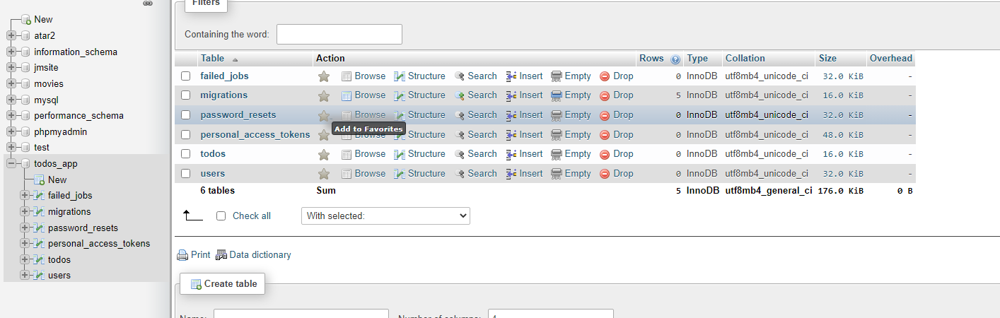 New
atar2
information_schema
jmsite
movies
mysql
performance_schema
phpmyadmin
test
todos_app
New
failed_jobs
migrations
password_resets
personal_access_tokens
todos
users
Filters
Containing the word:
Table Action Rows Type Collation Size Overhead
failed_jobs Browse Structure Search Insert Empty Drop 0 InnoDB utf8mb4_unicode_ci 32.0 KiB -
migrations Browse Structure Search Insert Empty Drop 5 InnoDB utf8mb4_unicode_ci 16.0 KiB -
password_resets Browse Structure Search Insert Empty Drop 0 InnoDB utf8mb4_unicode_ci 32.0 KiB -
Add to Favorites
personal_access_tokens Browse Structure Search Insert Empty Drop 0 InnoDB utf8mb4_unicode_ci 48.0 KiB -
todos Browse Structure Search Insert Empty Drop 0 InnoDB utf8mb4_unicode_ci 16.0 KiB -
users Browse Structure Search Insert Empty Drop 0 InnoDB utf8mb4_unicode_ci 32.0 KiB -
6 tables Sum 5 InnoDB utf8mb4_general_ci 176.0 KiB 0 B
Check all With selected:
Print Data dictionary
Create table
Name: Number of columns: 4